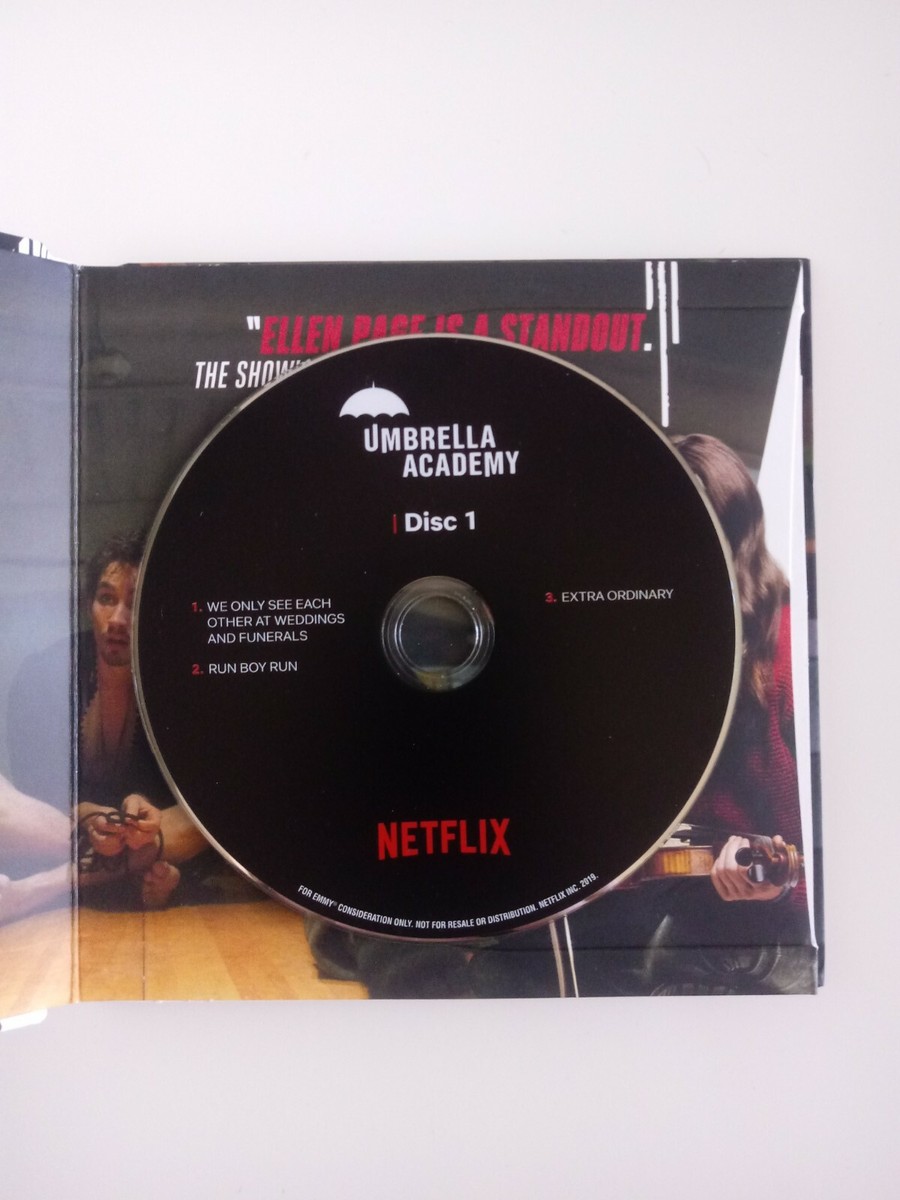 "ELLEN PAGE IS A STANDOUT.
THE SHOW'S
UMBRELLA
ACADEMY
Disc 1
1. WE ONLY SEE EACH
OTHER AT WEDDINGS
AND FUNERALS
2. RUN BOY RUN
3. EXTRA ORDINARY
NETFLIX
FOR EMMY® CONSIDERATION ONLY. NOT FOR RESALE OR DISTRIBUTION. NETFLIX INC. 2019.